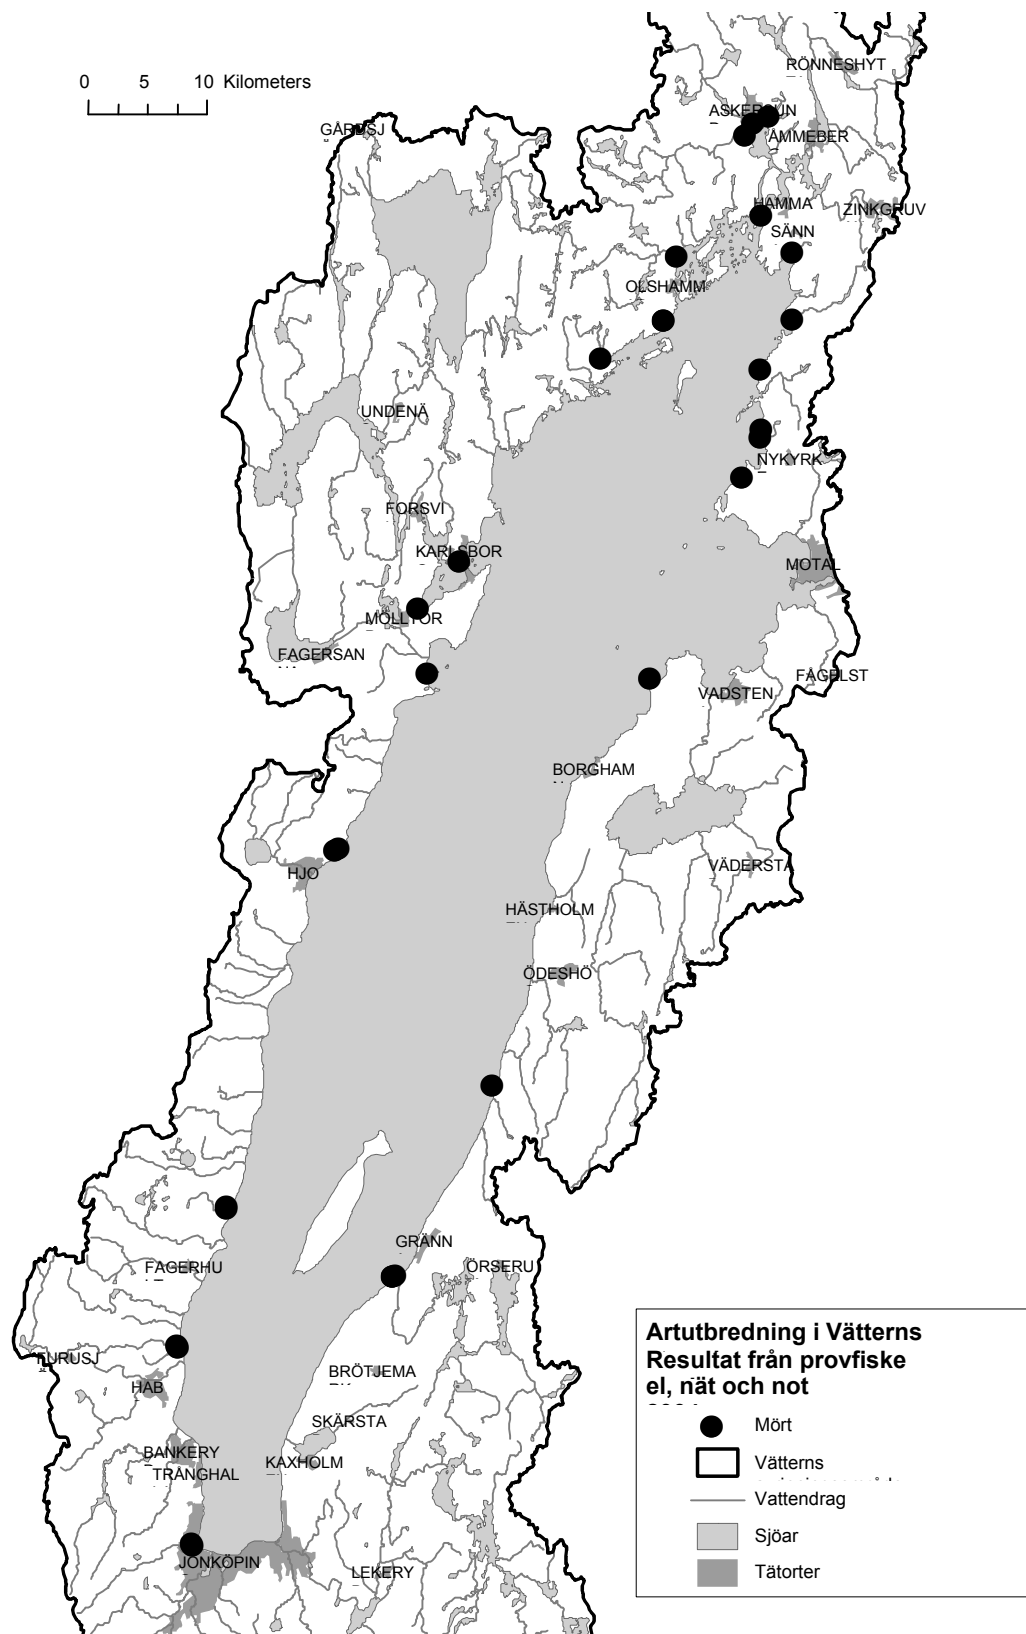 0 5 10 Kilometers
RÖNNESHYT
ASKERSUN
GÅRDSJ
ÅMMEBER
HAMMA
ZINKGRUV
SÄNN
OLSHAMM
UNDENÄ
NYKYRK
FORSVI
KARLSBOR
MOTAL
MÖLLTOR
FAGERSAN
FÅGELST
VADSTEN
BORGHAM
VÄDERSTA
HJO
HÄSTHOLM
ÖDESHÖ
GRÄNN
FAGERHU
ÖRSERU
FURUSJ
BRÖTJEMA
HAB
SKÄRSTA
BANKERY
KAXHOLM
TRÅNGHAL
JÖNKÖPIN
LEKERY
Artutbredning i Vätterns
Resultat från provfiske
el, nät och not
Mört
Vätterns
Vattendrag
Sjöar
Tätorter